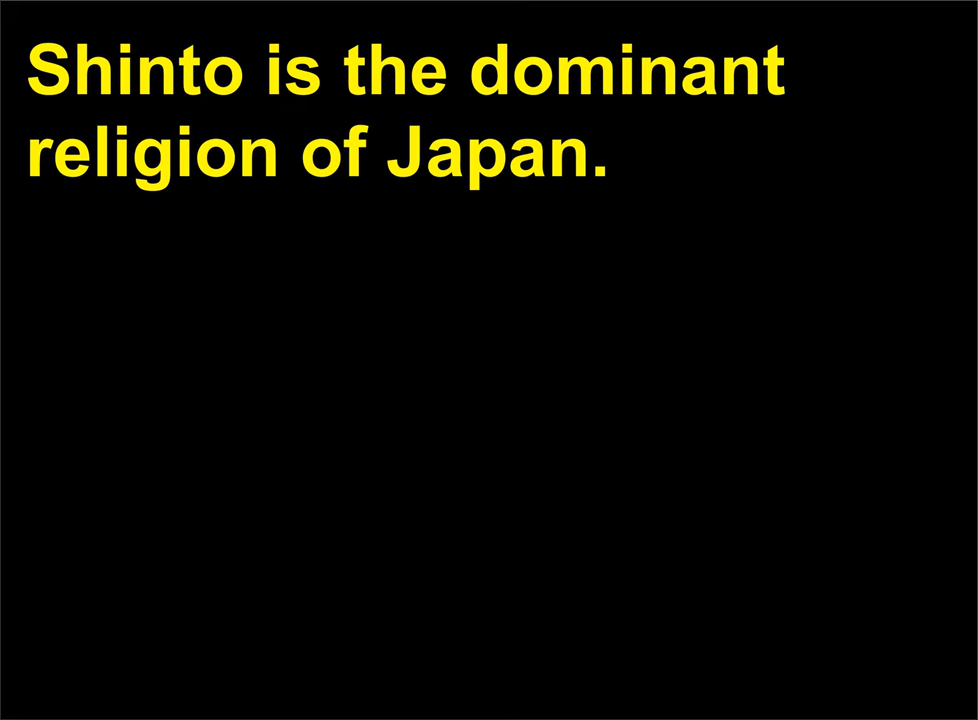 Shinto is the dominant
religion of Japan.